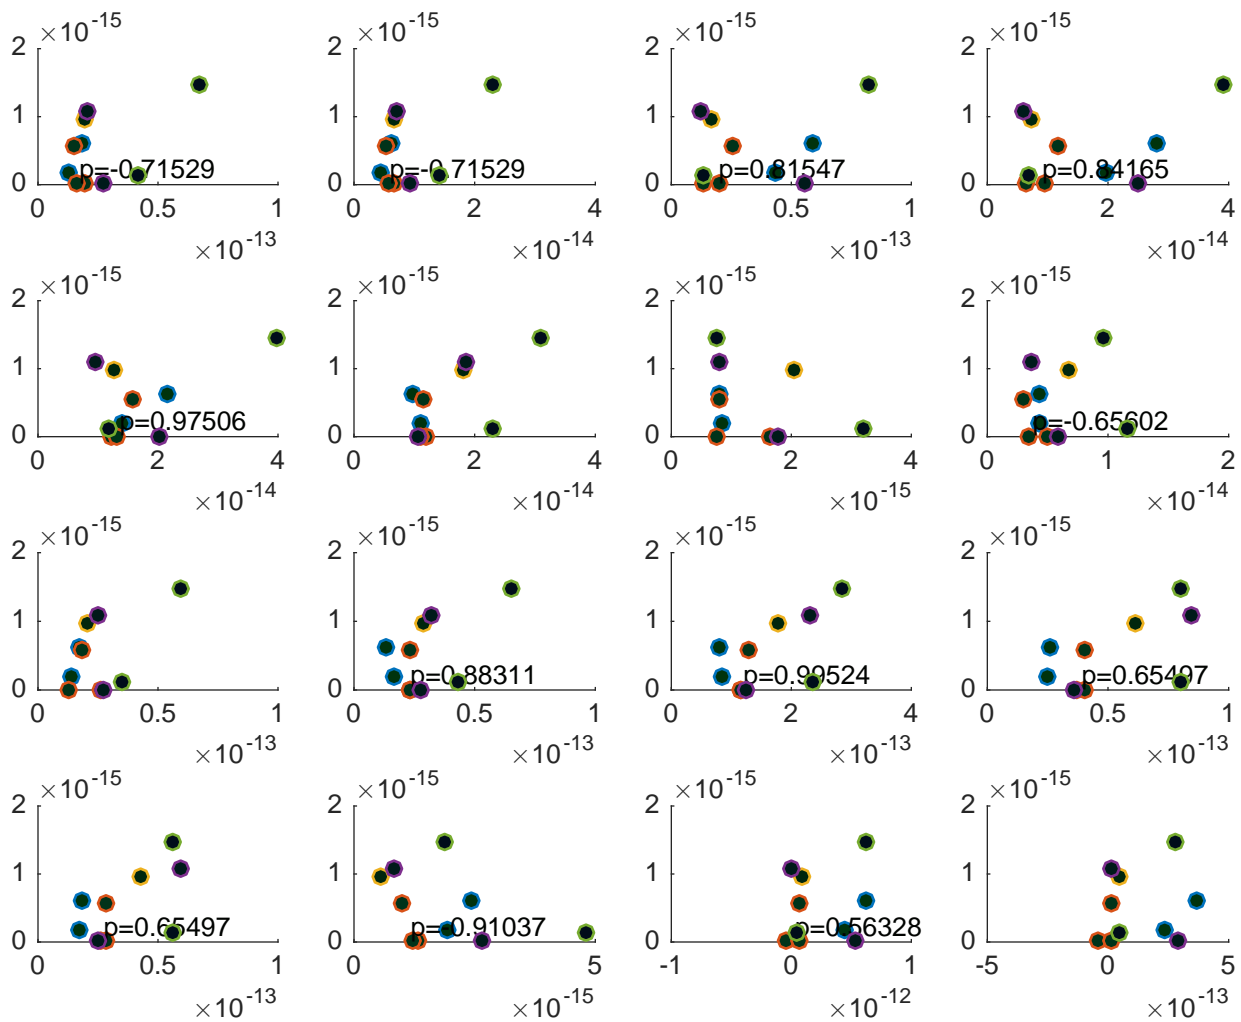 ×10-15 ×10-15 ×10-15 ×10-15
2 2 2 2
1 1 1 1
p=-0.71529 p=-0.71529 p=0.81547 p=0.84165
0 0 0 0
0 0.5 1 0 2 4 0 0.5 1 0 2 4
×10-13 ×10-14 ×10-13 ×10-14
×10-15 ×10-15 ×10-15 ×10-15
2 2 2 2
1 1 1 1
p=0.97506 p=-0.65602
0 0 0 0
0 2 4 0 2 4 0 2 4 0 1 2
×10-14 ×10-14 ×10-15 ×10-14
×10-15 ×10-15 ×10-15 ×10-15
2 2 2 2
1 1 1 1
p=0.88311 p=0.99524 p=0.65497
0 0 0 0
0 0.5 1 0 0.5 1 0 2 4 0 0.5 1
×10-13 ×10-13 ×10-13 ×10-13
×10-15 ×10-15 ×10-15 ×10-15
2 2 2 2
1 1 1 1
p=0.65497 p=-0.91037 p=0.56328
0 0 0 0
0 0.5 1 0 5 -1 0 1 -5 0 5
×10-13 ×10-15 ×10-12 ×10-13